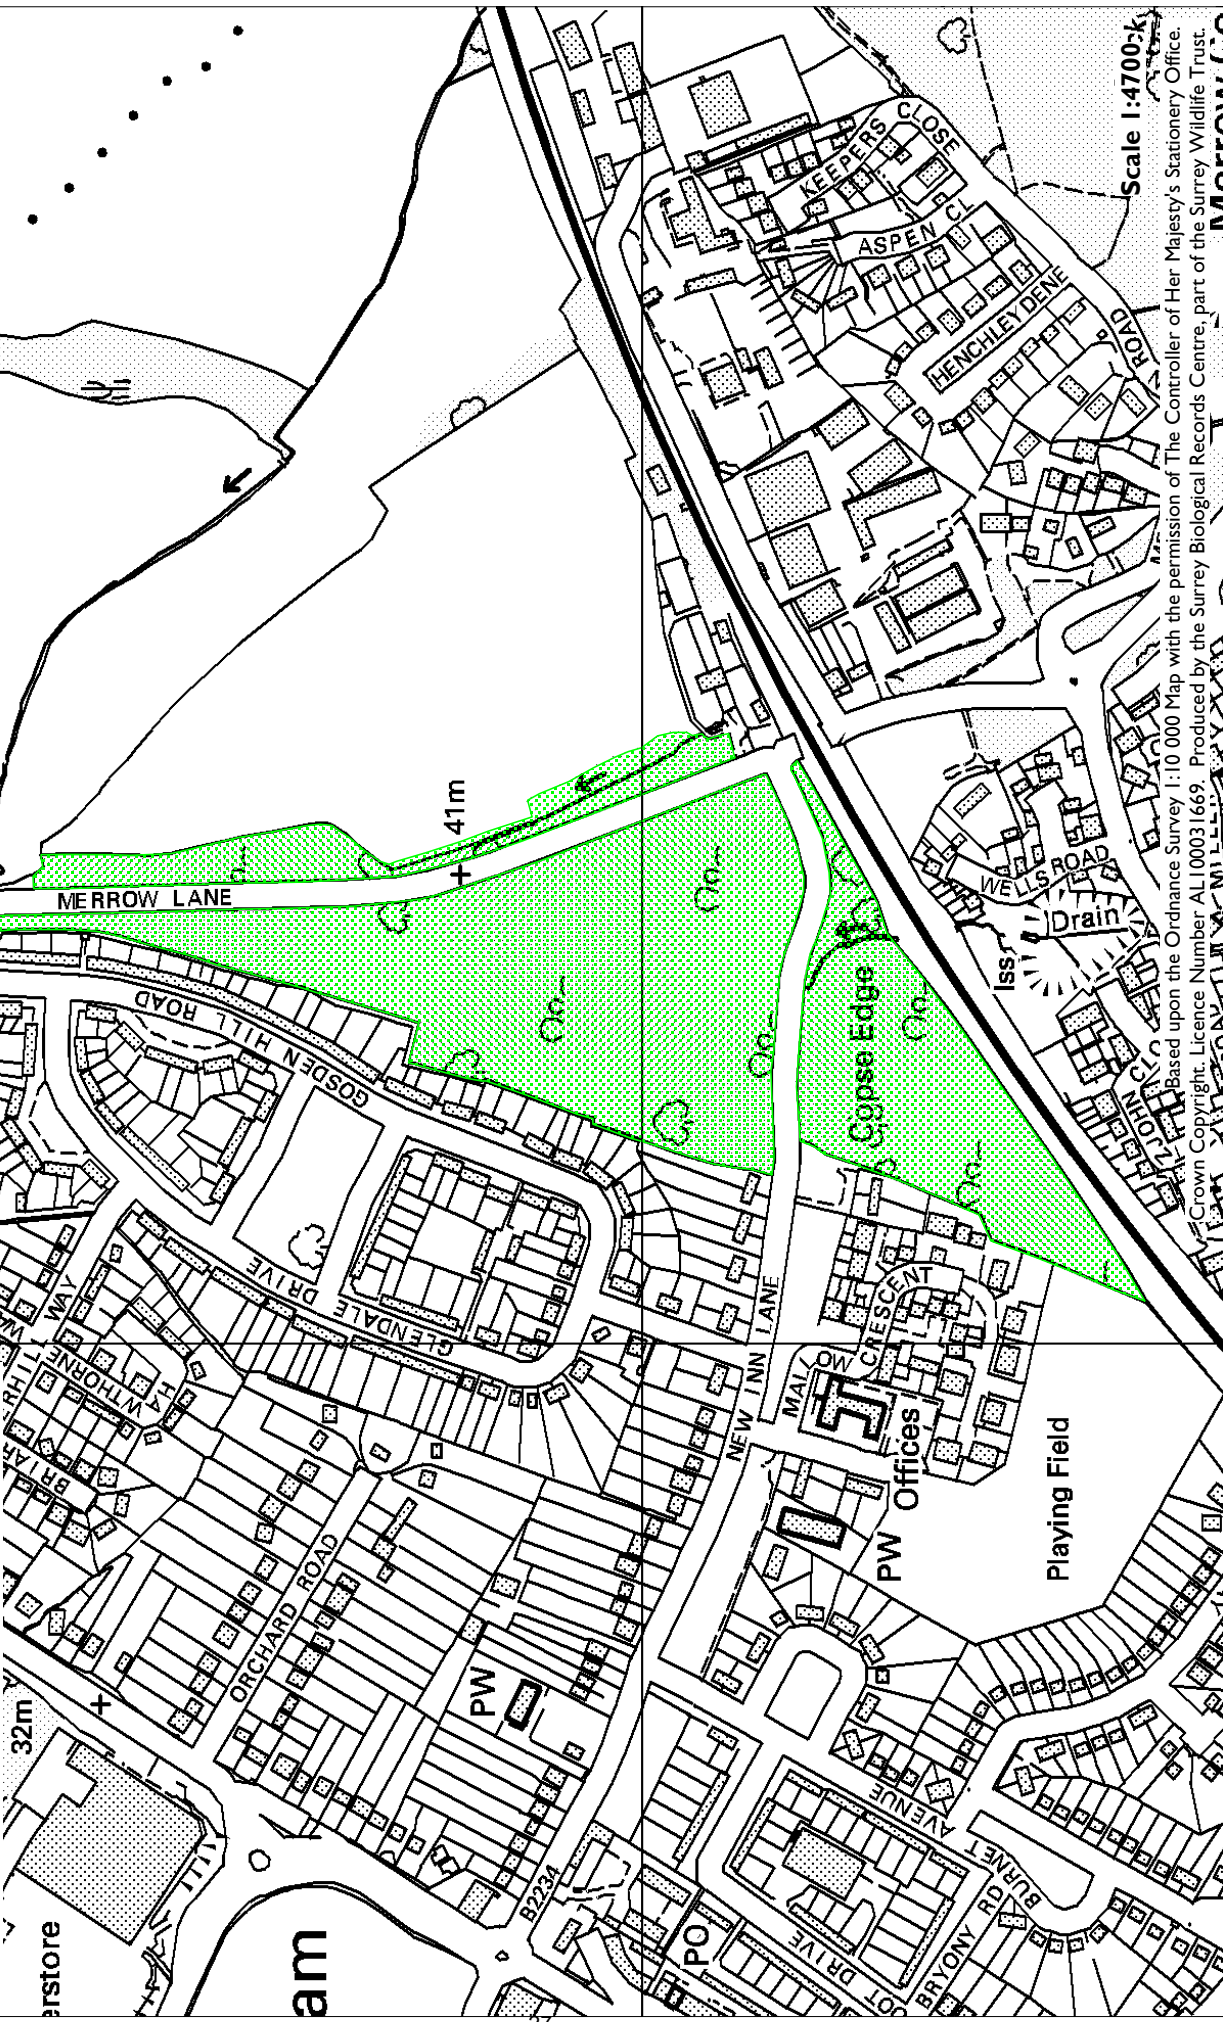 Scale 1:4700
Based upon the Ordnance Survey 1:10 000 Map with the permission of The Controller of Her Majesty's Stationery Office.
Crown Copyright. Licence Number AL10031669. Produced by the Surrey Biological Records Centre, part of the Surrey Wildlife Trust.
KEEPERS
CLOSE
ASPEN CL
HENCHLEY DENE
ROAD
41m
MERROW LANE
WELLS ROAD
Drain
Iss
Copse Edge
GOSDEN HILL ROAD
GLENDALE DRIVE
NEW INN LANE
CRESCENT
Offices
PW
Playing Field
WAY
ORCHARD ROAD
PW
32m
B2234
PO
AVENUE
BURNET
BRYONY RD
DRIVE
JOHN
erstore
am